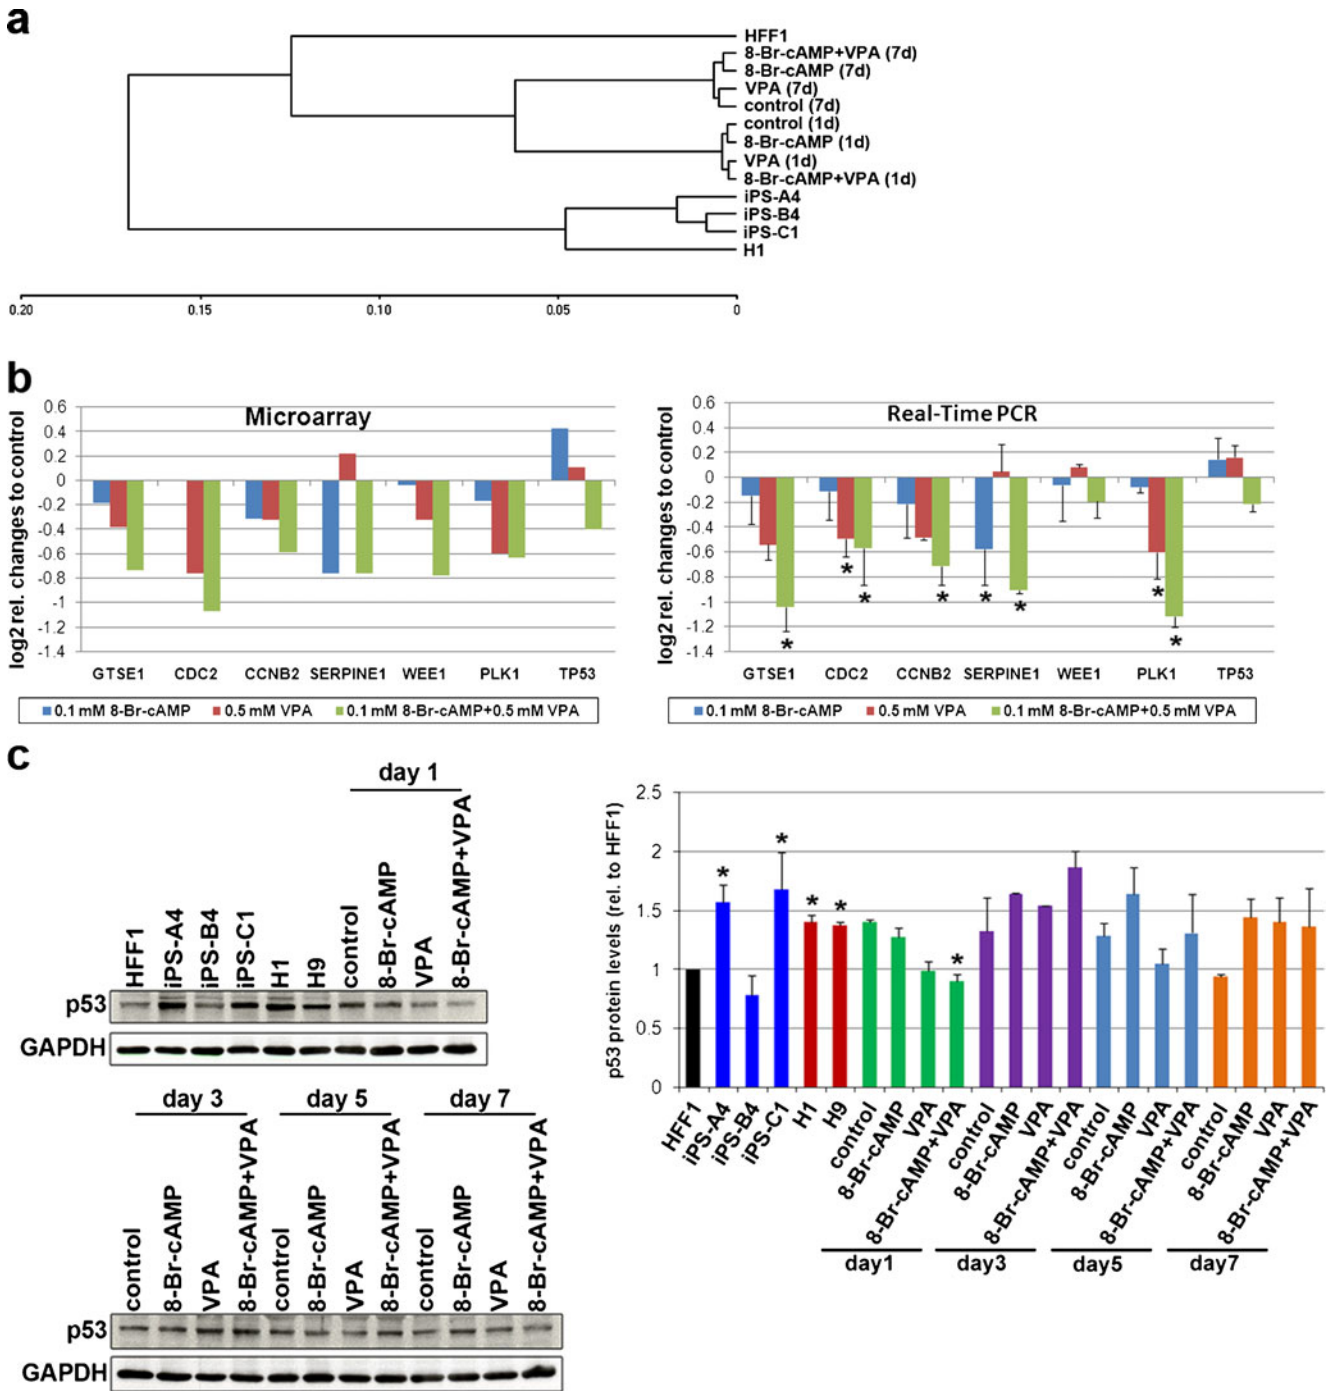 a
HFF1
8-Br-cAMP+VPA (7d)
8-Br-cAMP (7d)
VPA (7d)
control (7d)
control (1d)
8-Br-cAMP (1d)
VPA (1d)
8-Br-cAMP+VPA (1d)
iPS-A4
iPS-B4
iPS-C1
H1
0.20 0.15 0.10 0.05 0
b
Microarray
log2 rel. changes to control
0.6
0.4
0.2
0
-0.2
-0.4
-0.6
-0.8
-1
-1.2
-1.4
GTSE1 CDC2 CCNB2 SERPINE1 WEE1 PLK1 TP53
0.1 mM 8-Br-cAMP 0.5 mM VPA 0.1 mM 8-Br-cAMP+0.5 mM VPA
Real-Time PCR
log2 rel. changes to control
0.6
0.4
0.2
0
-0.2
-0.4
-0.6
-0.8
-1
-1.2
-1.4
* * * * * * * *
GTSE1 CDC2 CCNB2 SERPINE1 WEE1 PLK1 TP53
0.1 mM 8-Br-cAMP 0.5 mM VPA 0.1 mM 8-Br-cAMP+0.5 mM VPA
c
day 1
HFF1 iPS-A4 iPS-B4 iPS-C1 H1 H9 control 8-Br-cAMP VPA 8-Br-cAMP+VPA
p53
GAPDH
day 3 day 5 day 7
control 8-Br-cAMP VPA 8-Br-cAMP+VPA control 8-Br-cAMP VPA 8-Br-cAMP+VPA control 8-Br-cAMP VPA 8-Br-cAMP+VPA
p53
GAPDH
p53 protein levels (rel. to HFF1)
2.5
2
1.5
1
0.5
0
* * * * *
HFF1 iPS-A4 iPS-B4 iPS-C1 H1 H9 control 8-Br-cAMP VPA 8-Br-cAMP+VPA control 8-Br-cAMP VPA 8-Br-cAMP+VPA control 8-Br-cAMP VPA 8-Br-cAMP+VPA control 8-Br-cAMP VPA 8-Br-cAMP+VPA
day1 day3 day5 day7